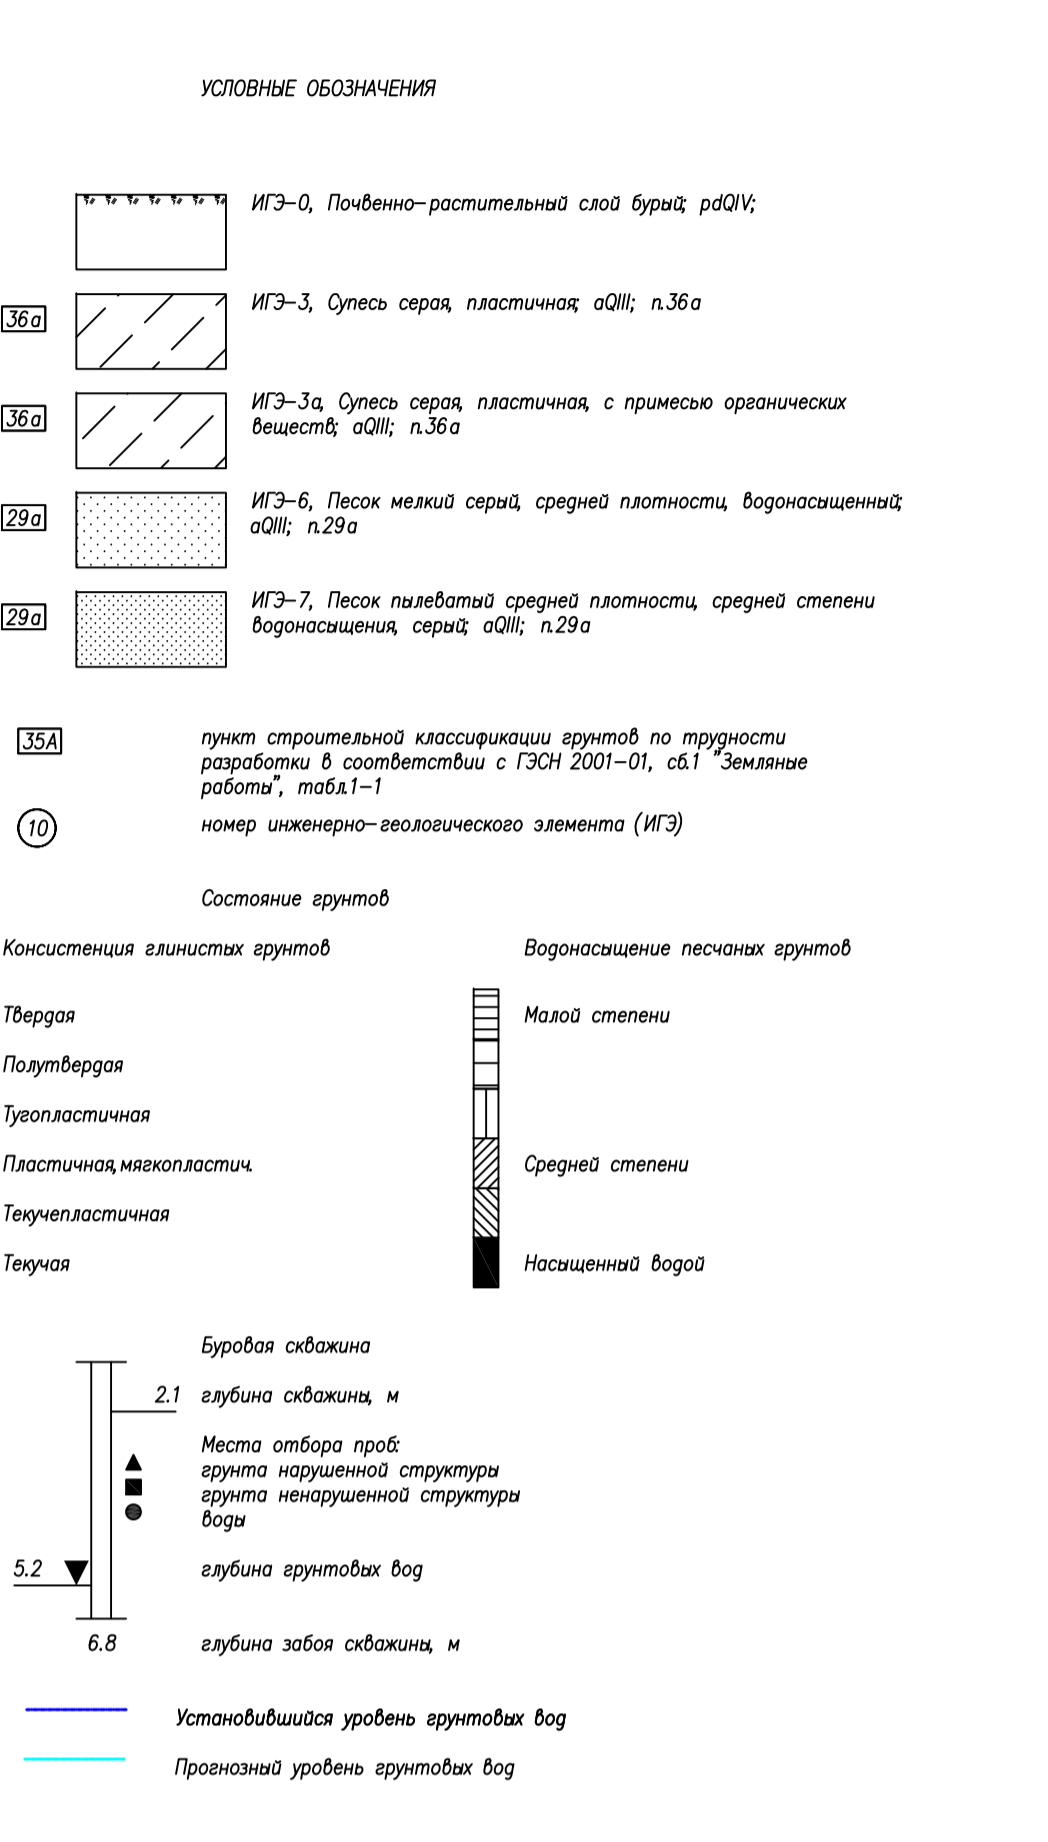 УСЛОВНЫЕ ОБОЗНАЧЕНИЯ
ИГЭ-0, Почвенно-растительный слой бурый; pdQIV;
36а
ИГЭ-3, Супесь серая, пластичная; aQIII; п.36а
36а
ИГЭ-3а, Супесь серая, пластичная, с примесью органических
веществ; aQIII; п.36а
29а
ИГЭ-6, Песок мелкий серый, средней плотности, водонасыщенный;
aQIII; п.29а
29а
ИГЭ-7, Песок пылеватый средней плотности, средней степени
водонасыщения, серый; aQIII; п.29а
35А
пункт строительной классификации грунтов по трудности
разработки в соответствии с ГЭСН 2001-01, сб.1 "Земляные
работы", табл.1-1
10
номер инженерно-геологического элемента (ИГЭ)
Состояние грунтов
Консистенция глинистых грунтов
Водонасыщение песчаных грунтов
Твердая
Малой степени
Полутвердая
Тугопластичная
Пластичная,мягкопластич.
Средней степени
Текучепластичная
Текучая
Насыщенный водой
Буровая скважина
2.1
глубина скважины, м
Места отбора проб:
грунта нарушенной структуры
грунта ненарушенной структуры
воды
5.2
глубина грунтовых вод
6.8
глубина забоя скважины, м
Установившийся уровень грунтовых вод
Прогнозный уровень грунтовых вод